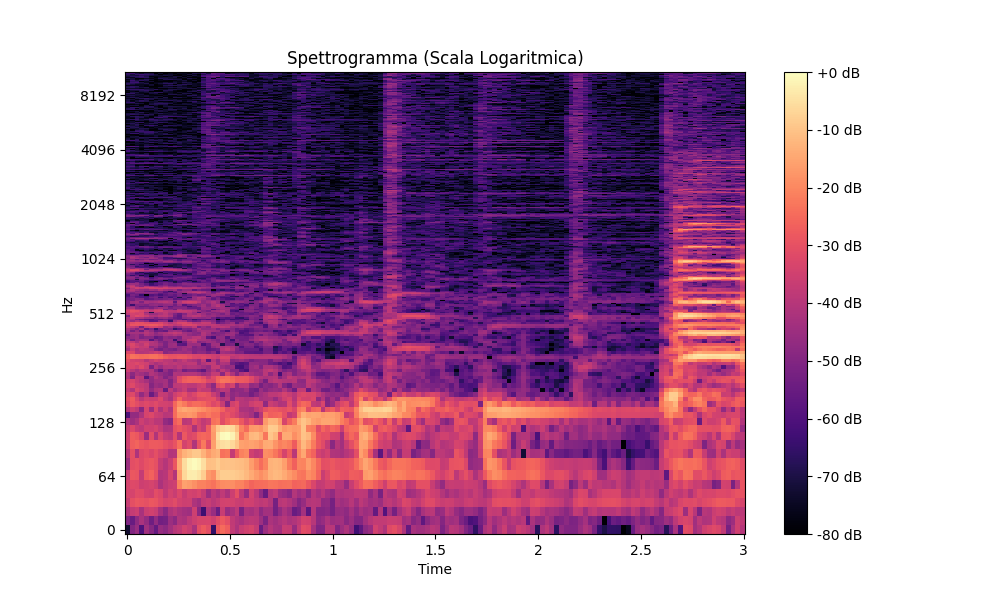 Spettrogramma (Scala Logaritmica)
8192
4096
2048
1024
512
256
128
64
0
Hz
0
0.5
1
1.5
2
2.5
3
Time
+0 dB
-10 dB
-20 dB
-30 dB
-40 dB
-50 dB
-60 dB
-70 dB
-80 dB